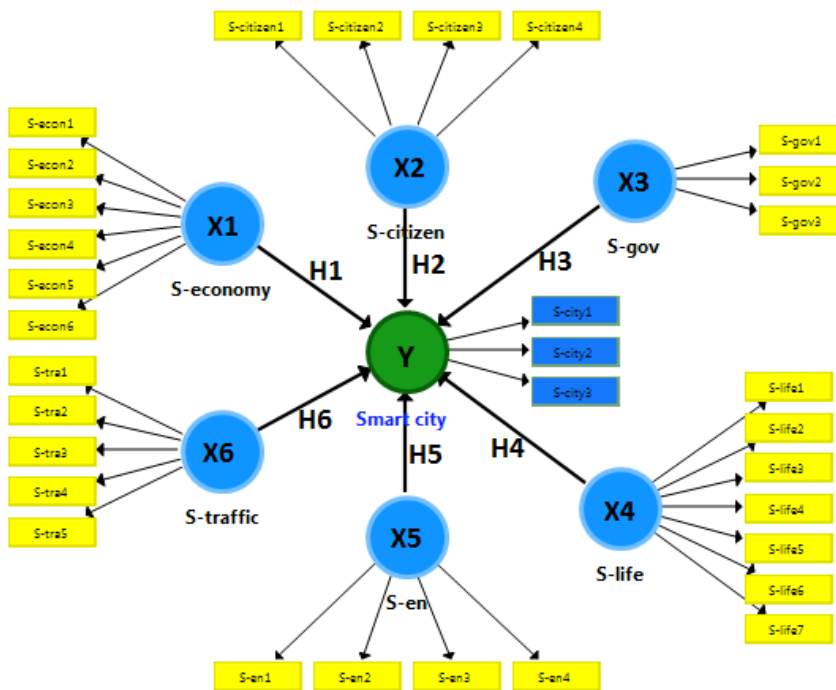 S-citizen1
S-citizen2
S-citizen3
S-citizen4
S-econ1
S-econ2
S-econ3
S-econ4
S-econ5
S-econ6
X1
S-economy
H1
X2
S-citizen
H2
X3
S-gov
H3
S-gov1
S-gov2
S-gov3
Y
Smart city
S-city1
S-city2
S-city3
S-tra1
S-tra2
S-tra3
S-tra4
S-tra5
X6
S-traffic
H6
X5
S-en
H5
S-en1
S-en2
S-en3
S-en4
X4
S-life
H4
S-life1
S-life2
S-life3
S-life4
S-life5
S-life6
S-life7